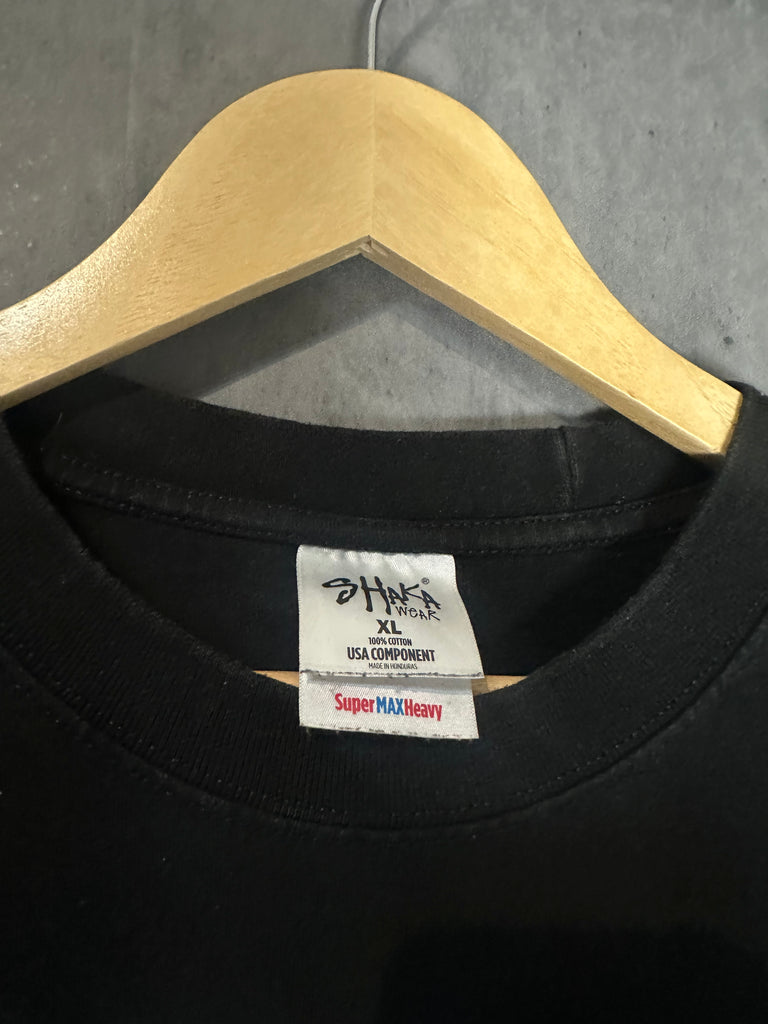 SHAKA®
WEAR
XL
100% COTTON
USA COMPONENT
MADE IN HONDURAS
SuperMAXHeavy